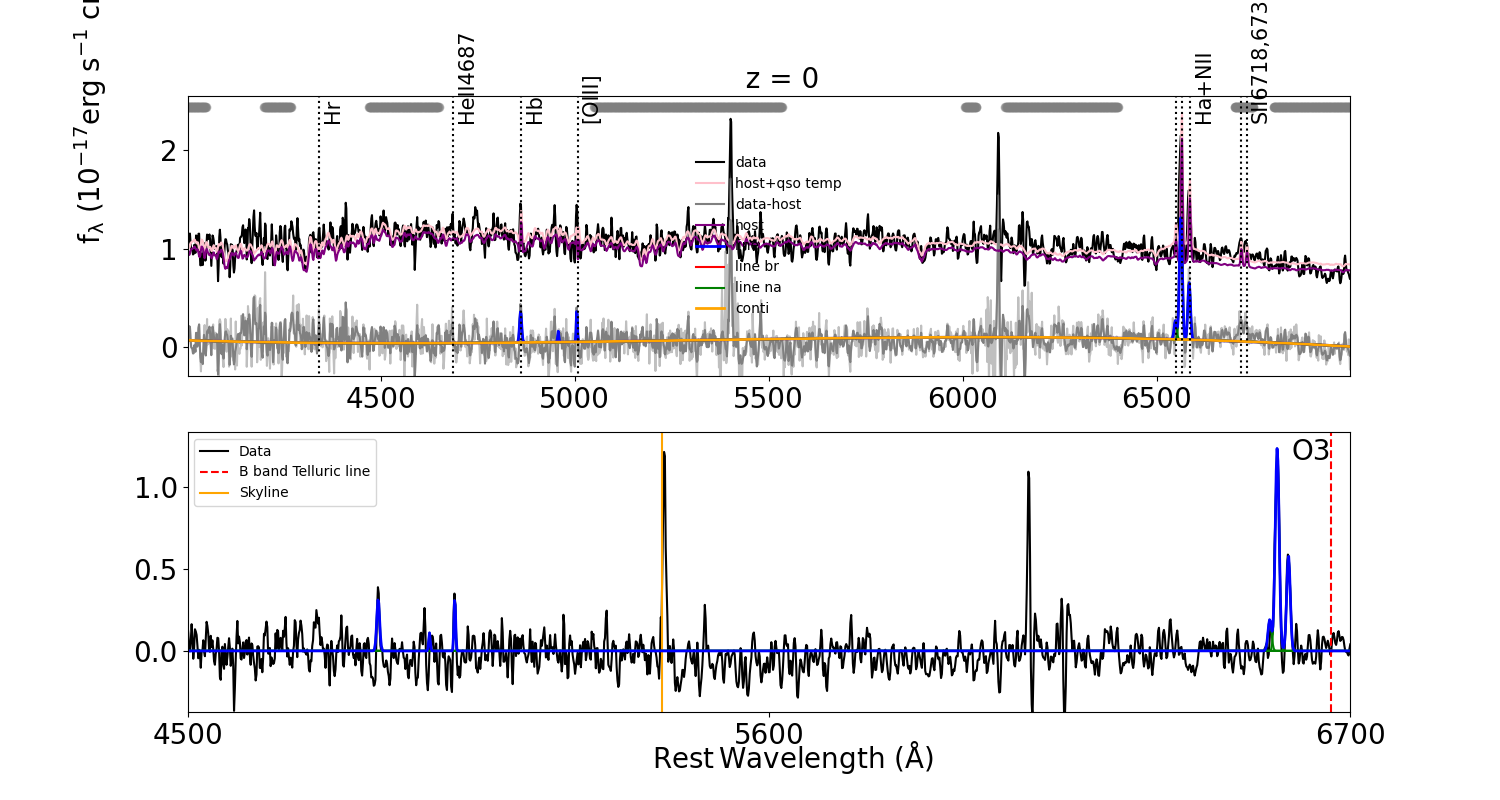 z = 0
f_λ (10^−17 erg s^−1 c
Hr
HeII4687
Hb
[OIII]
Ha+NII
SII6718,673
data
host+qso temp
data-host
host
line br
line na
conti
2
1
0
4500 5000 5500 6000 6500
Data
B band Telluric line
Skyline
O3
1.0
0.5
0.0
4500 5600 6700
Rest Wavelength (Å)